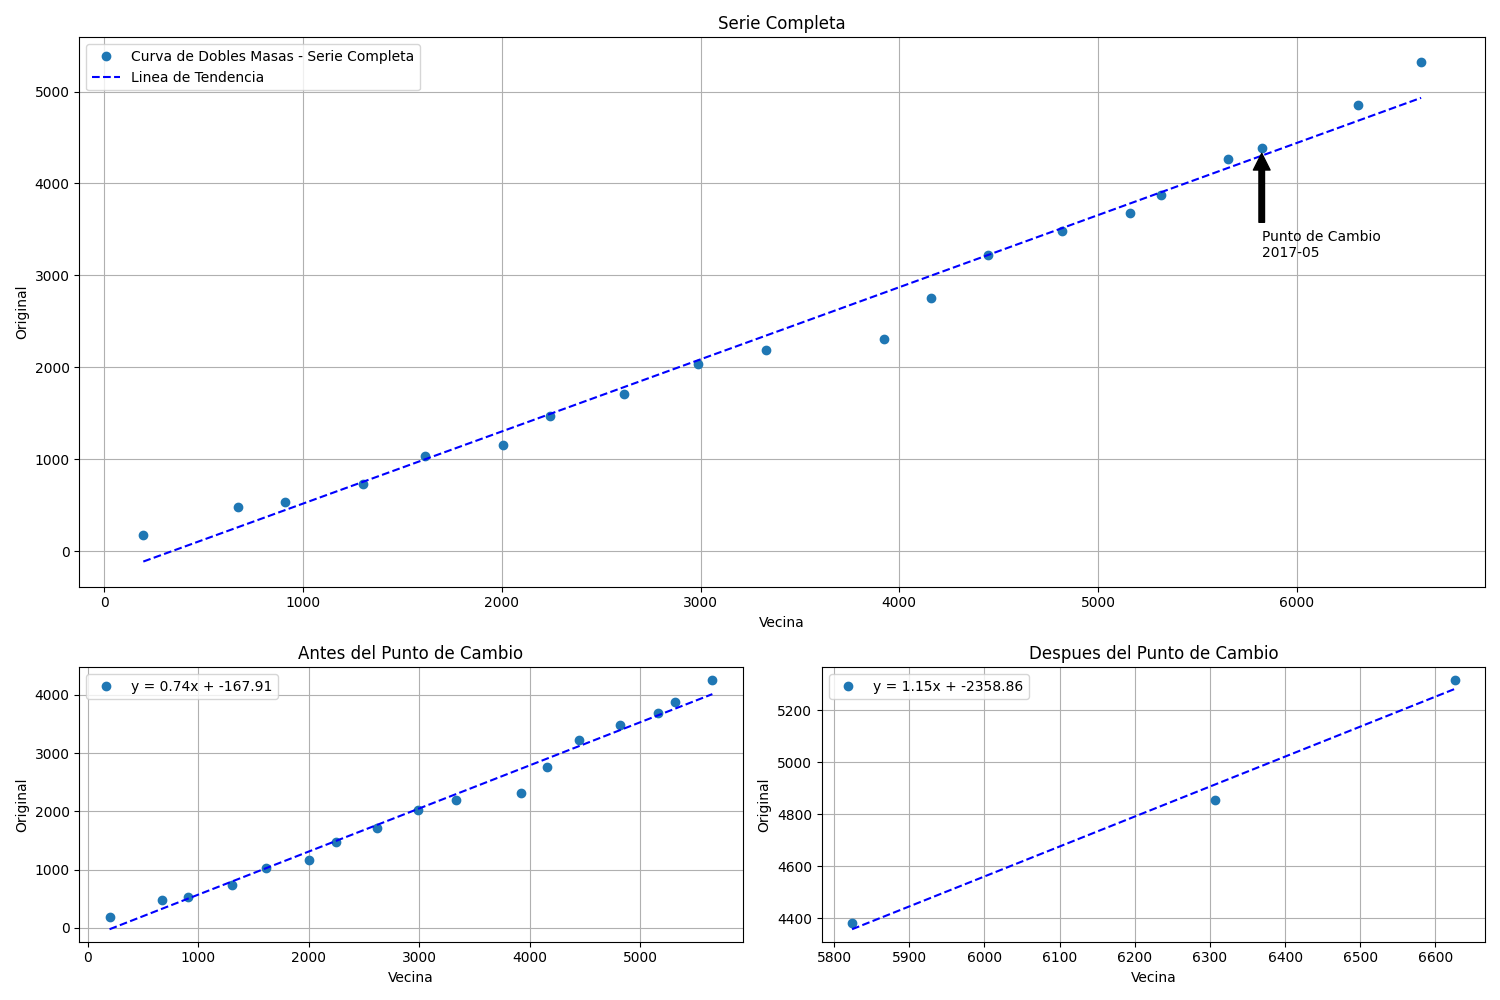 Serie Completa
Curva de Dobles Masas - Serie Completa
Linea de Tendencia
5000
4000
3000
2000
1000
0
Original
Punto de Cambio
2017-05
0 1000 2000 3000 4000 5000 6000
Vecina
Antes del Punto de Cambio
y = 0.74x + -167.91
4000
3000
2000
1000
0
Original
0 1000 2000 3000 4000 5000
Vecina
Despues del Punto de Cambio
y = 1.15x + -2358.86
5200
5000
4800
4600
4400
Original
5800 5900 6000 6100 6200 6300 6400 6500 6600
Vecina